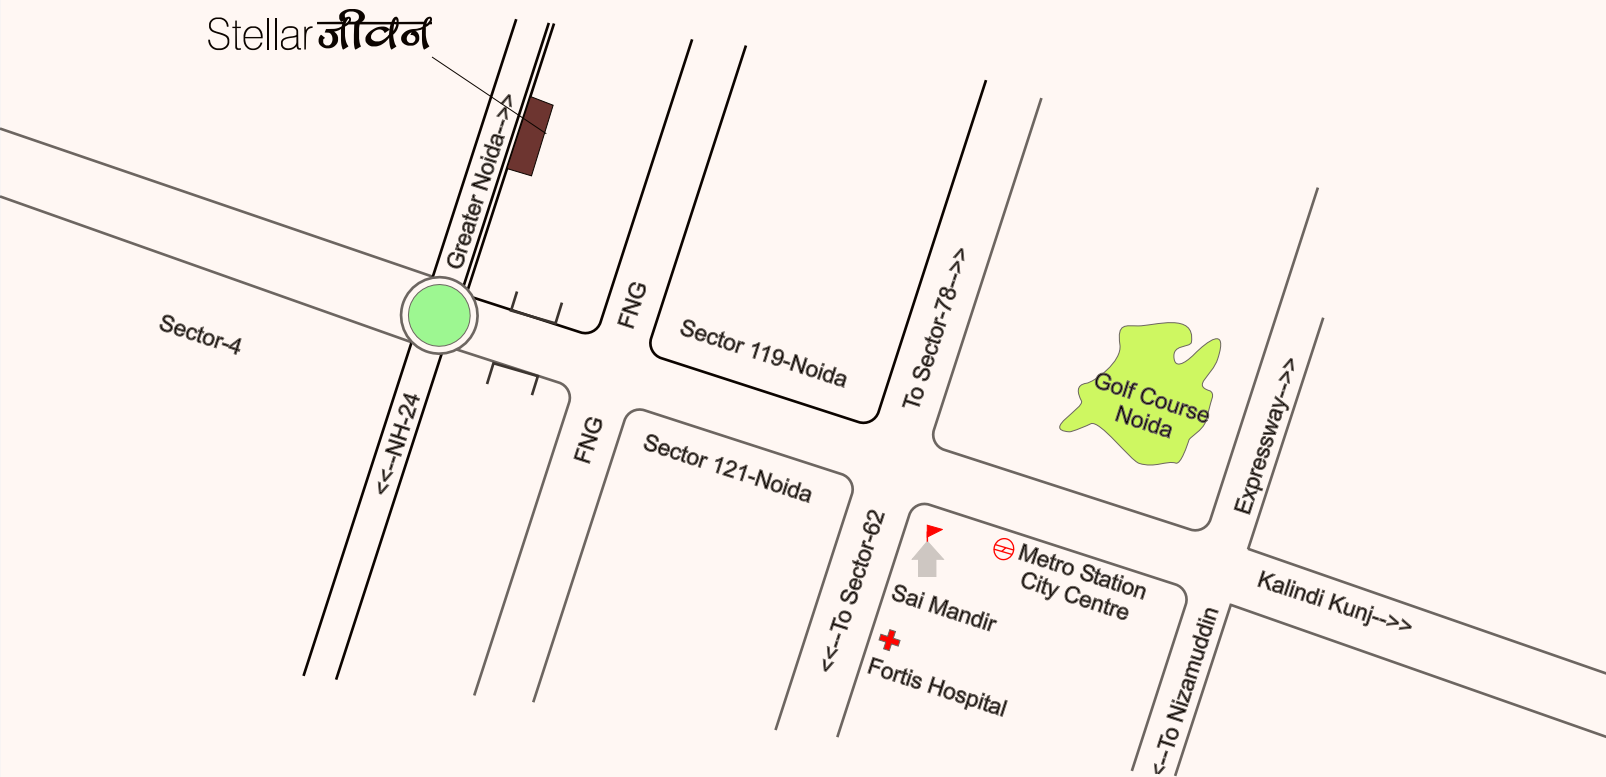 Stellar जीवन
Greater Noida-->>
Sector-4
<<--NH-24
FNG
FNG
Sector 119-Noida
Sector 121-Noida
To Sector-78-->>
<<--To Sector-62
Golf Course
Noida
Expressway-->>
Metro Station
City Centre
Sai Mandir
Fortis Hospital
Kalindi Kunj-->>
<--To Nizamuddin